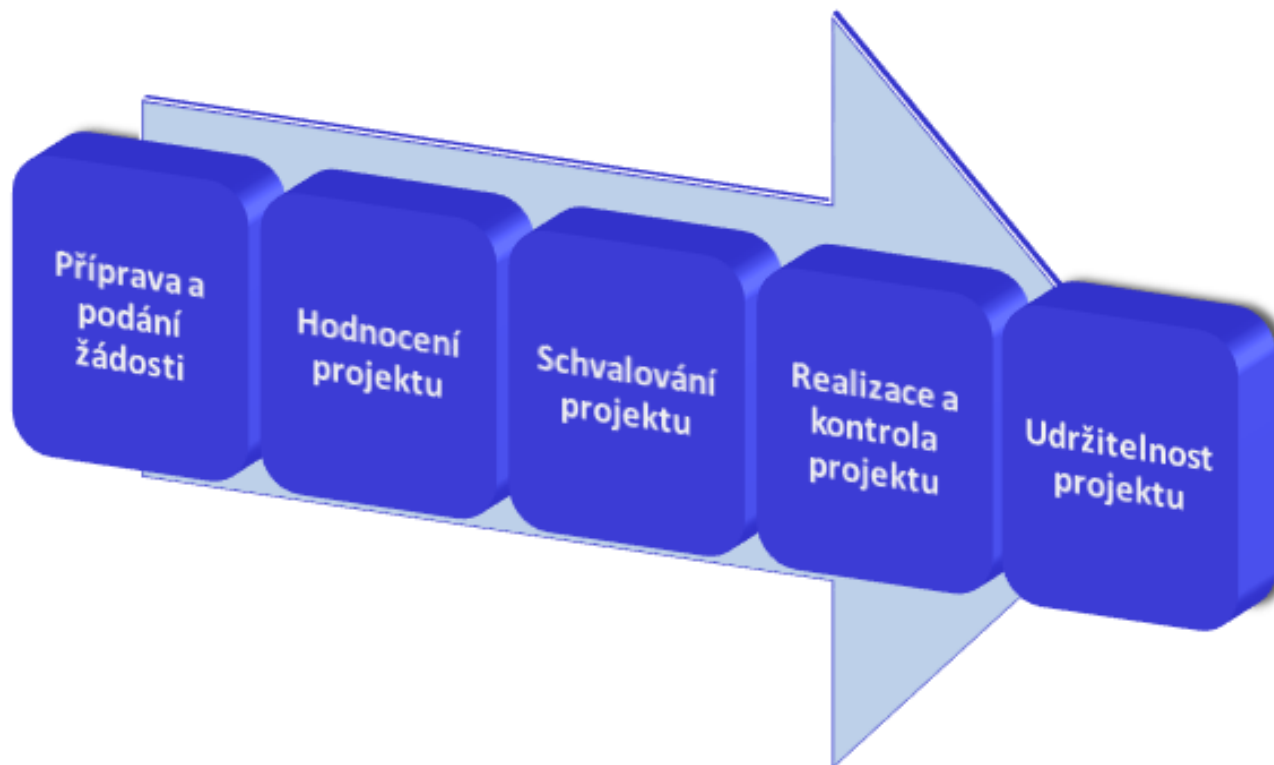 Příprava a
podání
žádosti
Hodnocení
projektu
Schvalování
projektu
Realizace a
kontrola
projektu
Udržitelnost
projektu